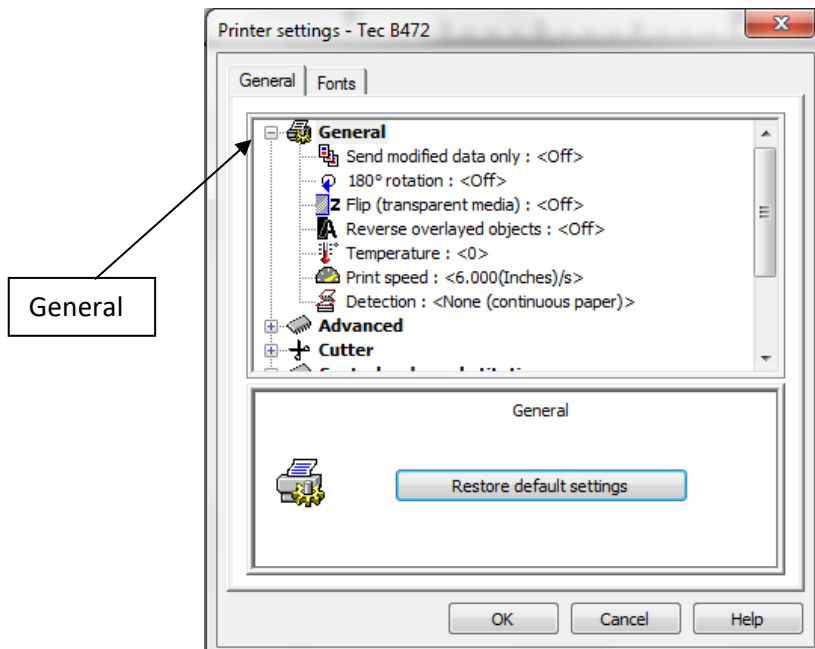 Printer settings - Tec B472
General Fonts
General
Send modified data only : <Off>
180° rotation : <Off>
Flip (transparent media) : <Off>
Reverse overlayed objects : <Off>
Temperature : <0>
Print speed : <6.000(Inches)/s>
Detection : <None (continuous paper)>
Advanced
Cutter
General
General
Restore default settings
OK Cancel Help